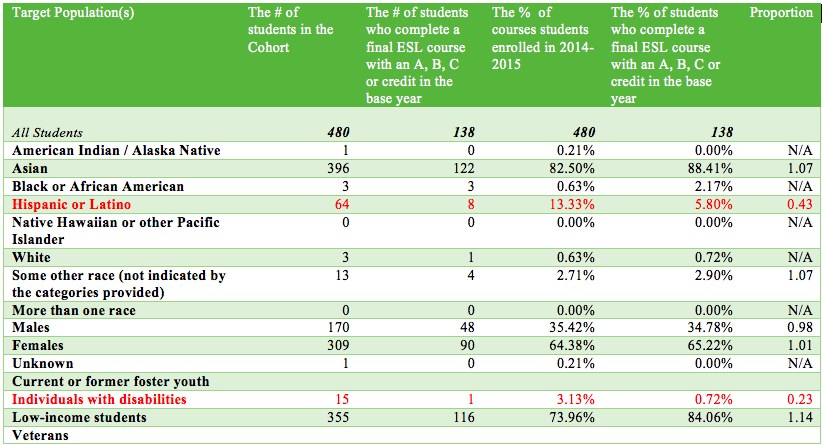 Target Population(s) The # of students in the Cohort The # of students who complete a final ESL course with an A, B, C or credit in the base year The % of courses students enrolled in 2014-2015 The % of students who complete a final ESL course with an A, B, C or credit in the base year Proportion
All Students 480 138 480 138
American Indian / Alaska Native 1 0 0.21% 0.00% N/A
Asian 396 122 82.50% 88.41% 1.07
Black or African American 3 3 0.63% 2.17% N/A
Hispanic or Latino 64 8 13.33% 5.80% 0.43
Native Hawaiian or other Pacific Islander 0 0 0.00% 0.00% N/A
White 3 1 0.63% 0.72% N/A
Some other race (not indicated by the categories provided) 13 4 2.71% 2.90% 1.07
More than one race 0 0 0.00% 0.00% N/A
Males 170 48 35.42% 34.78% 0.98
Females 309 90 64.38% 65.22% 1.01
Unknown 1 0 0.21% 0.00% N/A
Current or former foster youth
Individuals with disabilities 15 1 3.13% 0.72% 0.23
Low-income students 355 116 73.96% 84.06% 1.14
Veterans